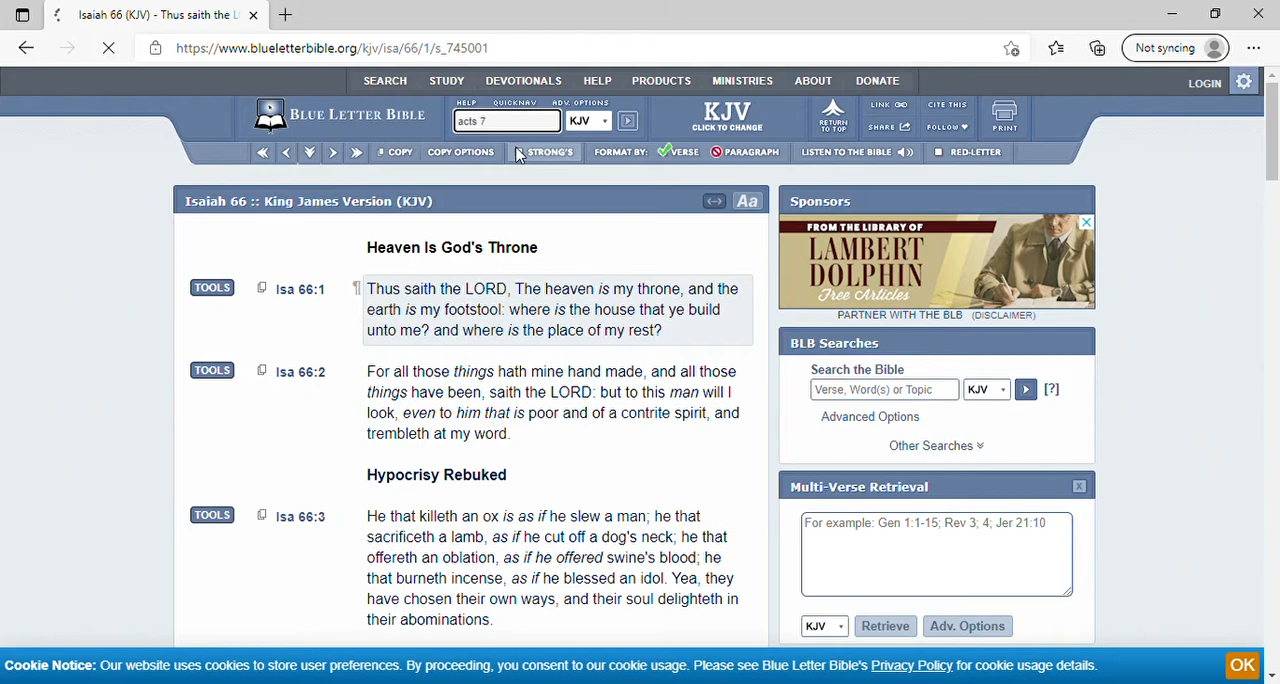 Isaiah 66 (KJV) - Thus saith the L
https://www.blueletterbible.org/kjv/isa/66/1/s_745001
Not syncing
SEARCH STUDY DEVOTIONALS HELP PRODUCTS MINISTRIES ABOUT DONATE
LOGIN
BLUE LETTER BIBLE
HELP QUICKNAV ADV. OPTIONS
acts 7 KJV
KJV
CLICK TO CHANGE
RETURN
TO TOP
LINK CITE THIS
SHARE FOLLOW
PRINT
COPY COPY OPTIONS STRONG'S FORMAT BY: VERSE PARAGRAPH LISTEN TO THE BIBLE RED-LETTER
Isaiah 66 :: King James Version (KJV)
Aa
Heaven Is God's Throne
TOOLS Isa 66:1 ¶ Thus saith the LORD, The heaven is my throne, and the
earth is my footstool: where is the house that ye build
unto me? and where is the place of my rest?
TOOLS Isa 66:2 For all those things hath mine hand made, and all those
things have been, saith the LORD: but to this man will I
look, even to him that is poor and of a contrite spirit, and
trembleth at my word.
Hypocrisy Rebuked
TOOLS Isa 66:3 He that killeth an ox is as if he slew a man; he that
sacrificeth a lamb, as if he cut off a dog's neck; he that
offereth an oblation, as if he offered swine's blood; he
that burneth incense, as if he blessed an idol. Yea, they
have chosen their own ways, and their soul delighteth in
their abominations.
Sponsors
FROM THE LIBRARY OF
LAMBERT
DOLPHIN
Free Articles
PARTNER WITH THE BLB (DISCLAIMER)
BLB Searches
Search the Bible
Verse, Word(s) or Topic KJV [?]
Advanced Options
Other Searches
Multi-Verse Retrieval X
For example: Gen 1:1-15; Rev 3; 4; Jer 21:10
KJV Retrieve Adv. Options
Cookie Notice: Our website uses cookies to store user preferences. By proceeding, you consent to our cookie usage. Please see Blue Letter Bible's Privacy Policy for cookie usage details.
OK